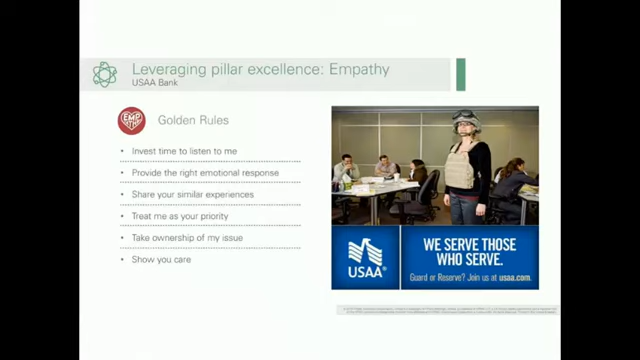 Leveraging pillar excellence: Empathy
USAA Bank
EMP
ATHY
Golden Rules
• Invest time to listen to me
• Provide the right emotional response
• Share your similar experiences
• Treat me as your priority
• Take ownership of my issue
• Show you care
USAA®
WE SERVE THOSE
WHO SERVE.
Guard or Reserve? Join us at usaa.com.